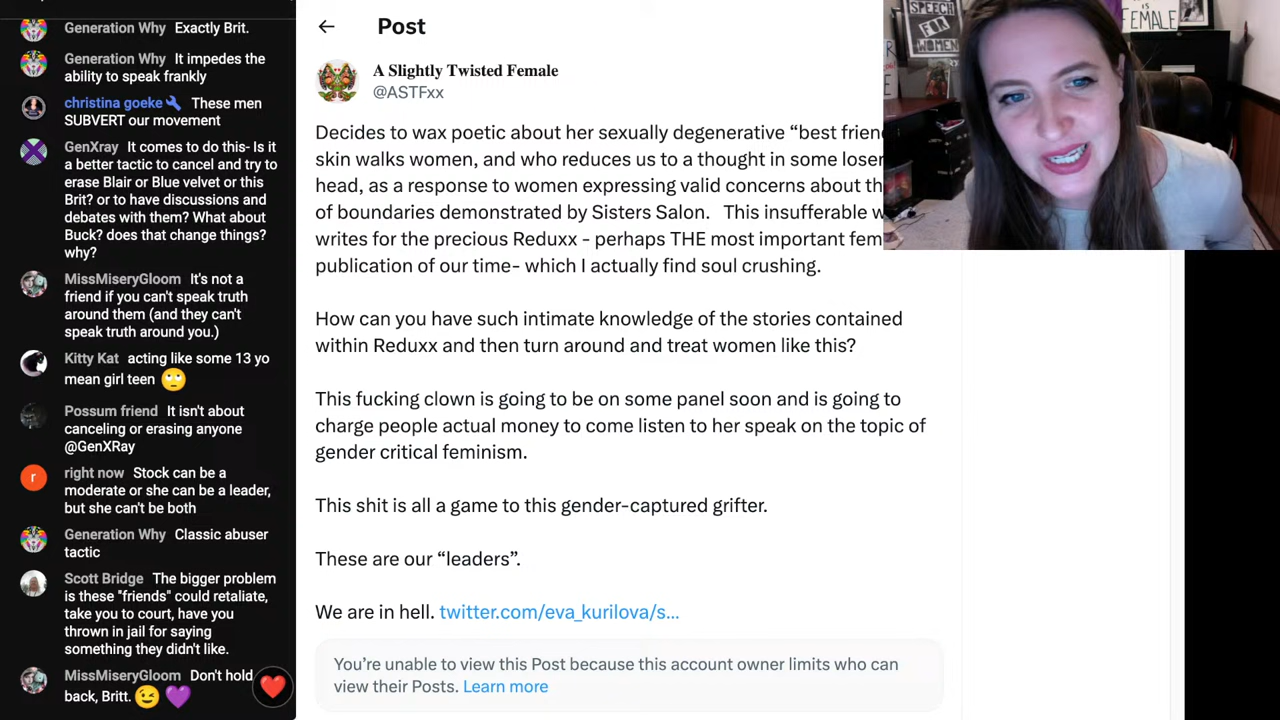 Generation Why Exactly Brit.
Generation Why It impedes the
ability to speak frankly
christina goeke These men
SUBVERT our movement
GenXray It comes to do this- Is it
a better tactic to cancel and try to
erase Blair or Blue velvet or this
Brit? or to have discussions and
debates with them? What about
Buck? does that change things?
why?
MissMiseryGloom It's not a
friend if you can't speak truth
around them (and they can't
speak truth around you.)
Kitty Kat acting like some 13 yo
mean girl teen 🙄
Possum friend It isn't about
canceling or erasing anyone
@GenXRay
r
right now Stock can be a
moderate or she can be a leader,
but she can't be both
Generation Why Classic abuser
tactic
Scott Bridge The bigger problem
is these "friends" could retaliate,
take you to court, have you
thrown in jail for saying
something they didn't like.
MissMiseryGloom Don't hold
back, Britt. 😉 💜
Post
A Slightly Twisted Female
@ASTFxx
Decides to wax poetic about her sexually degenerative “best frien
skin walks women, and who reduces us to a thought in some loser
head, as a response to women expressing valid concerns about th
of boundaries demonstrated by Sisters Salon. This insufferable w
writes for the precious Reduxx - perhaps THE most important fem
publication of our time- which I actually find soul crushing.
How can you have such intimate knowledge of the stories contained
within Reduxx and then turn around and treat women like this?
This fucking clown is going to be on some panel soon and is going to
charge people actual money to come listen to her speak on the topic of
gender critical feminism.
This shit is all a game to this gender-captured grifter.
These are our “leaders”.
We are in hell. twitter.com/eva_kurilova/s...
You’re unable to view this Post because this account owner limits who can
view their Posts. Learn more
SPEECH
FOR
WOMEN
IS
FEMALE